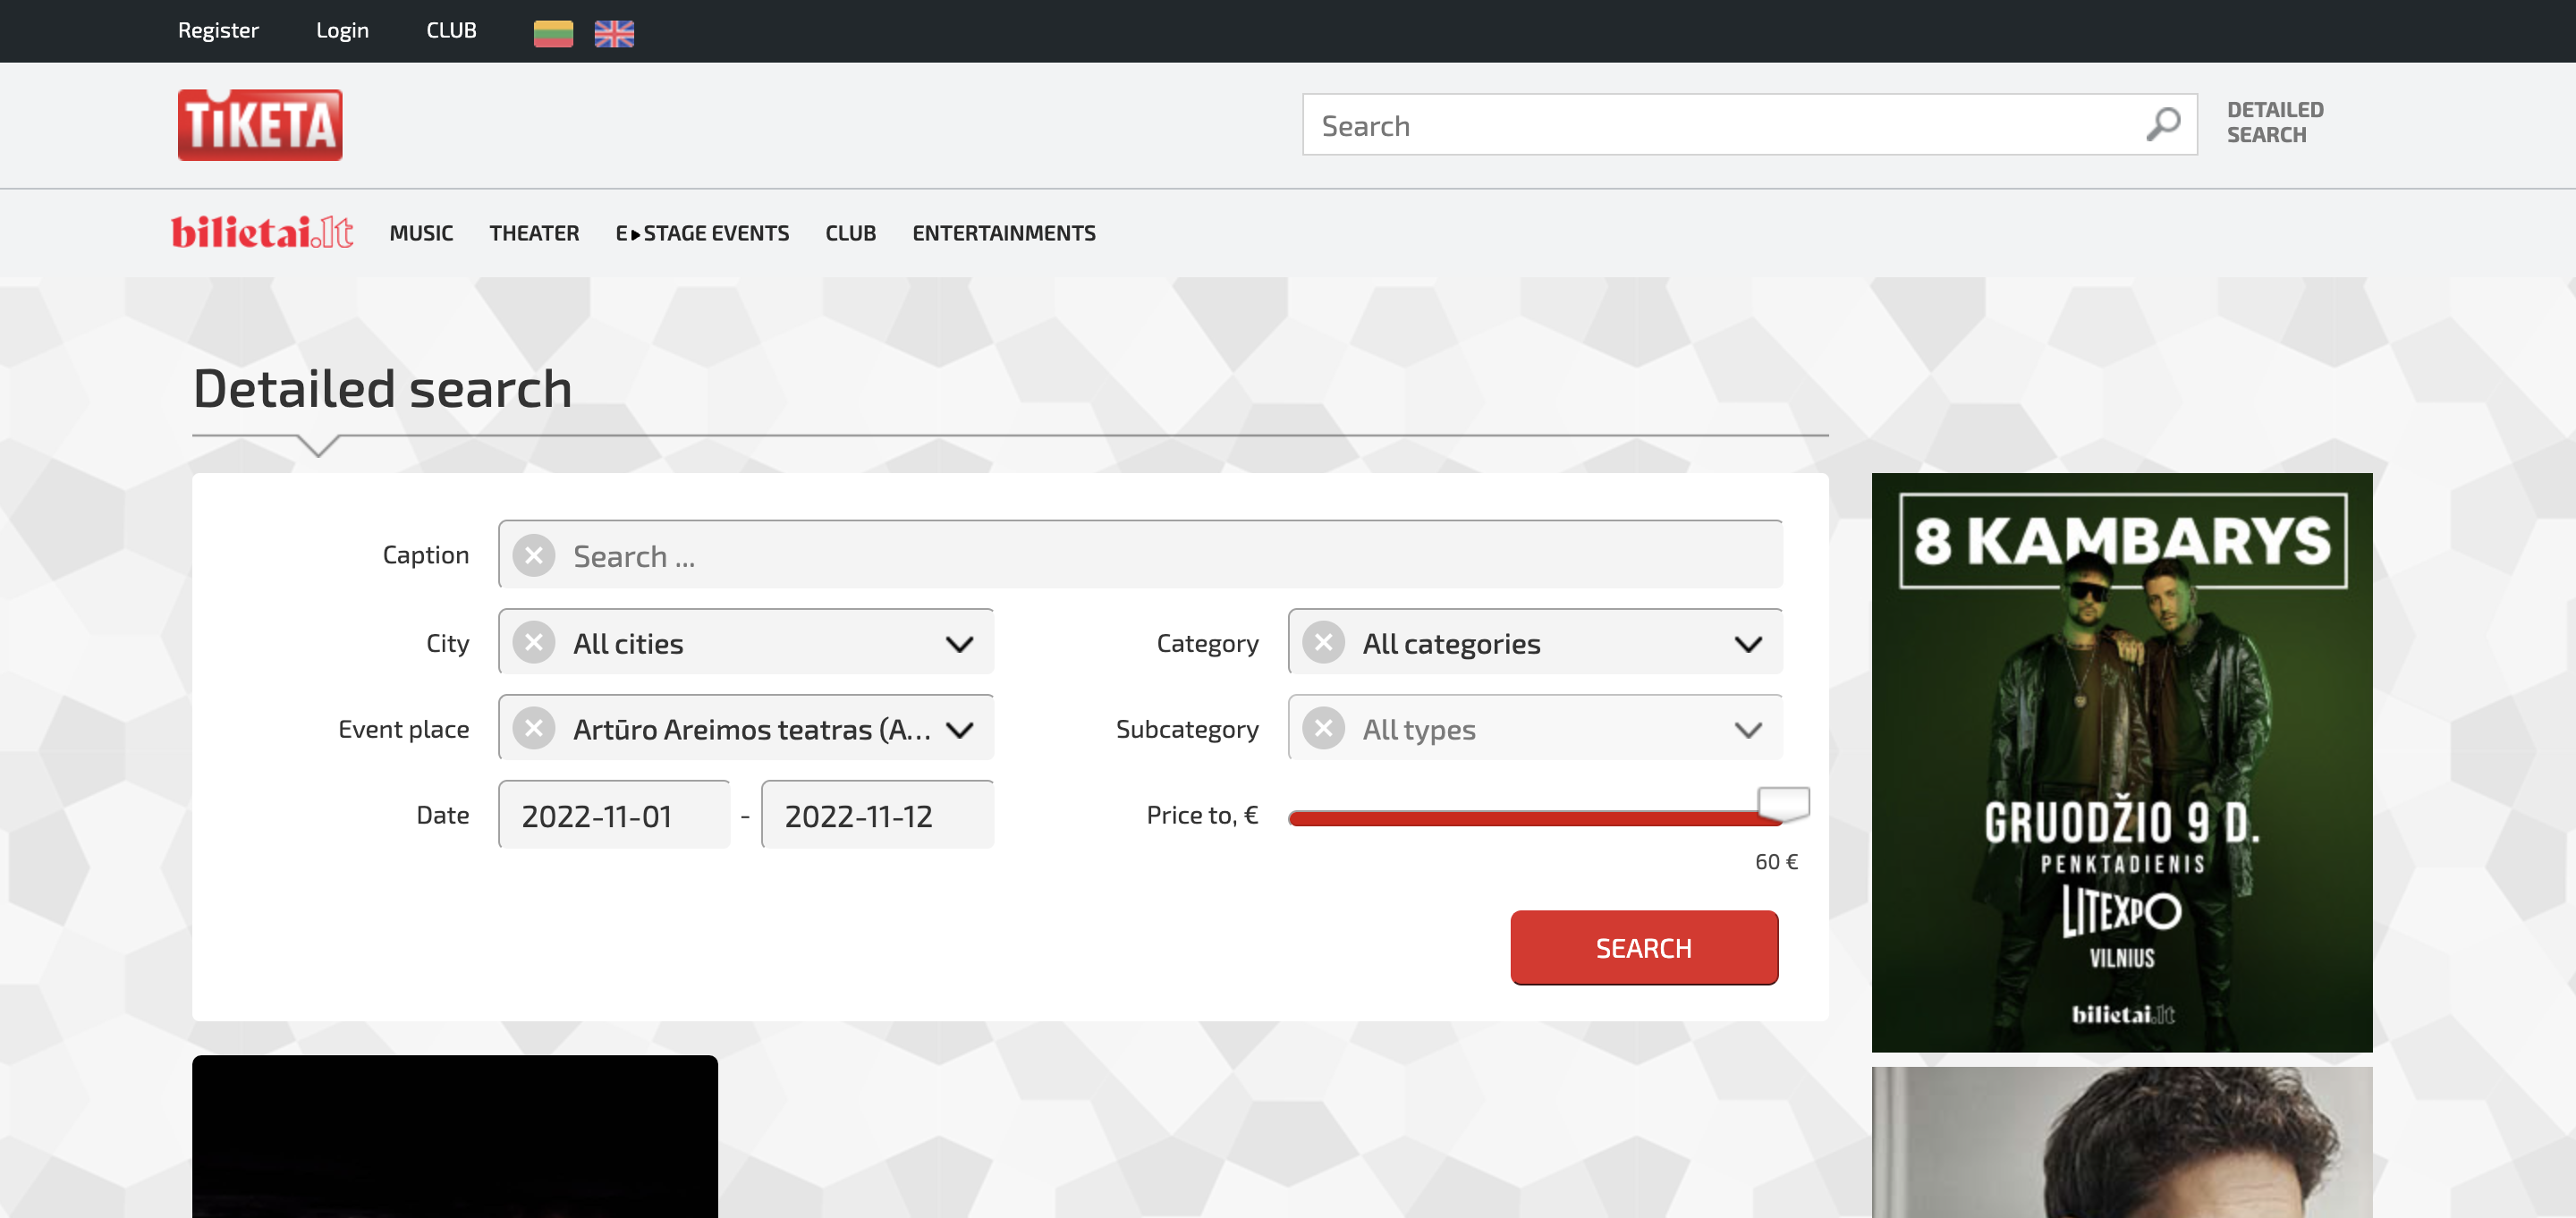 Register Login CLUB
TiKETA
Search
DETAILED
SEARCH
bilietai.lt MUSIC THEATER E▶STAGE EVENTS CLUB ENTERTAINMENTS
Detailed search
Caption Search ...
City All cities
Category All categories
Event place Artūro Areimos teatras (A...
Subcategory All types
Date 2022-11-01 - 2022-11-12
Price to, €
60 €
SEARCH
8 KAMBARYS
GRUODŽIO 9 D.
PENKTADIENIS
LITEXPO
VILNIUS
bilietai.lt